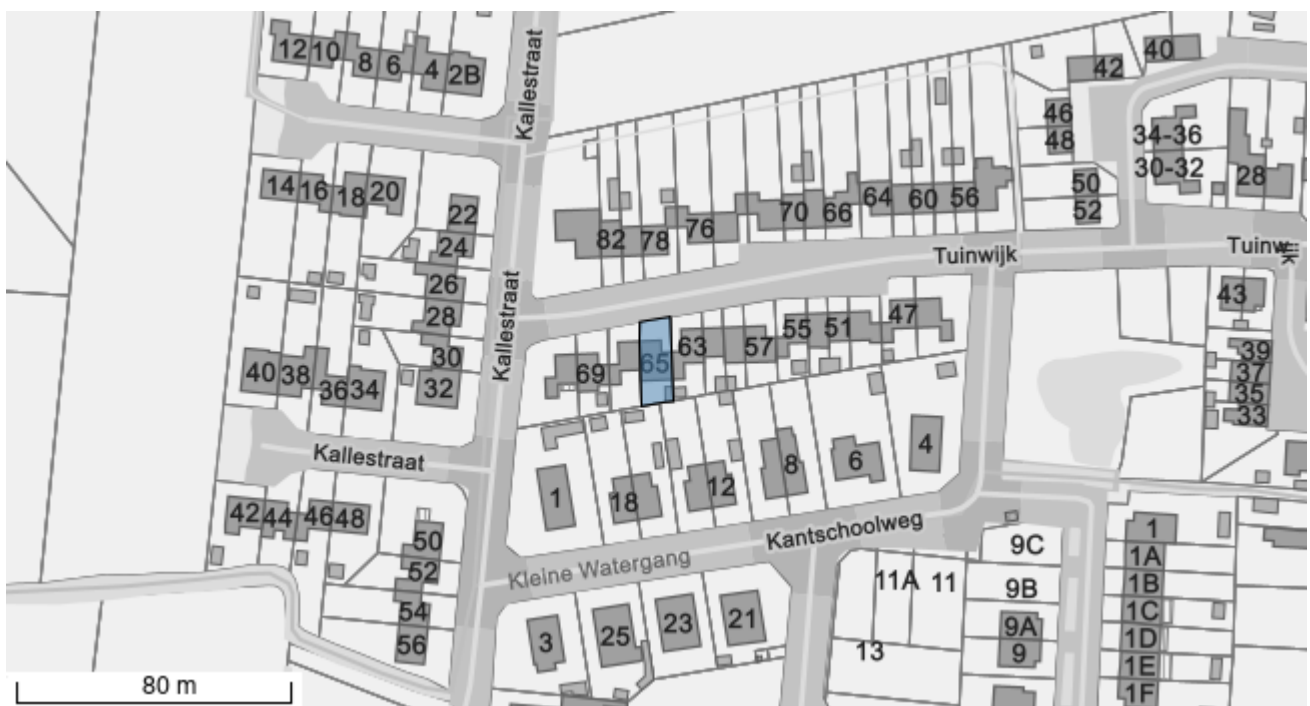 12 10 8 6 4 2B
Kallestraat
42 40
46
48
34-36
30-32
28
50
52
14 16 18 20
22
24
26
28
30
32
82 78 76 70 66 64 60 56
Tuinwijk
Tuinwijk
43
39
37
35
33
Kallestraat
40 38 36 34
69 65 63 57 55 51 47
Kallestraat
1 18 12 8 6 4
42 44 46 48
50
52
54
56
Kleine Watergang
Kantschoolweg
3 25 23 21
11A 11
13
9C
9B
9A
9
1
1A
1B
1C
1D
1E
1F
80 m